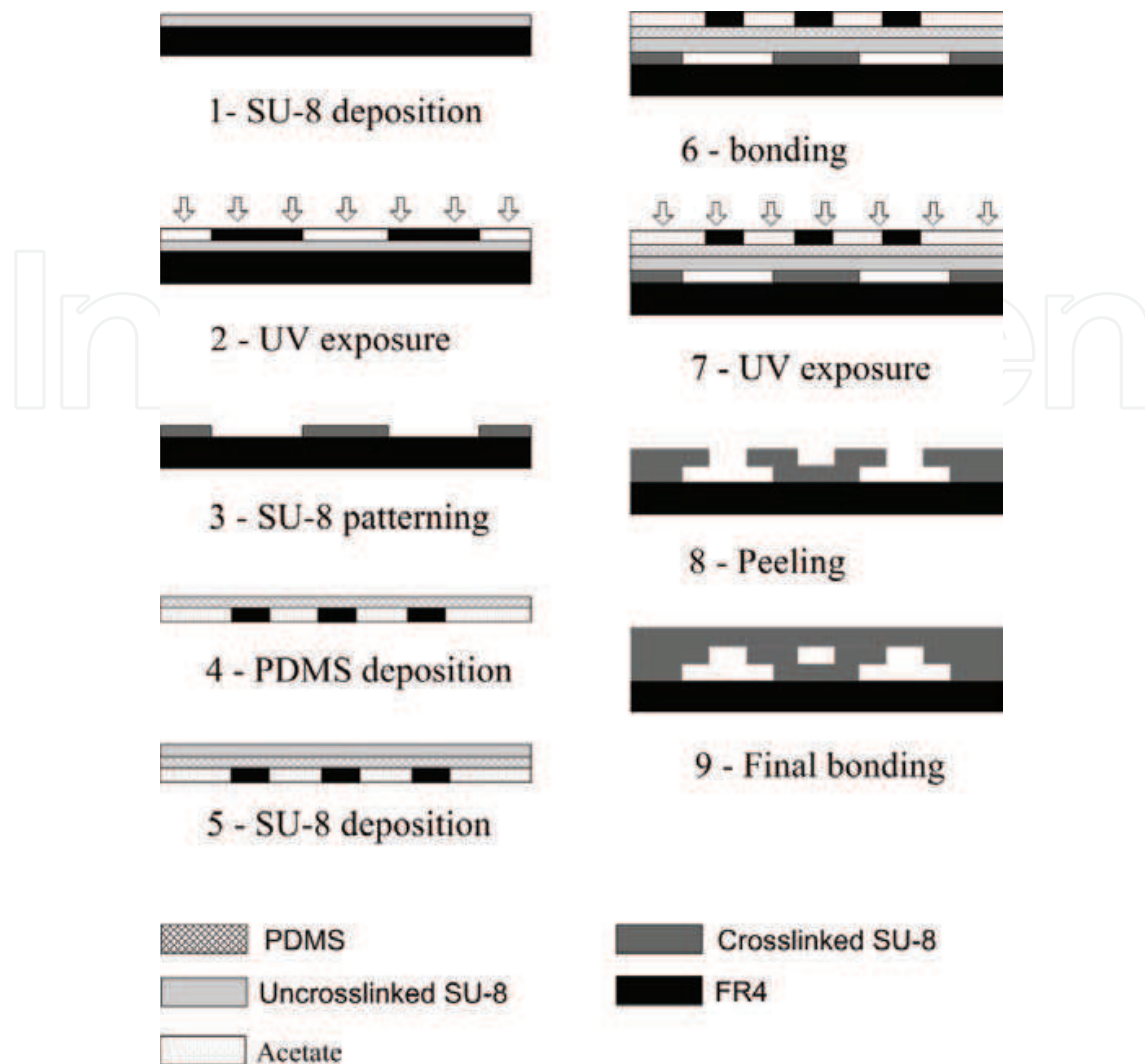 1- SU-8 deposition
2 - UV exposure
3 - SU-8 patterning
4 - PDMS deposition
5 - SU-8 deposition
6 - bonding
7 - UV exposure
8 - Peeling
9 - Final bonding
PDMS
Uncrosslinked SU-8
Acetate
Crosslinked SU-8
FR4